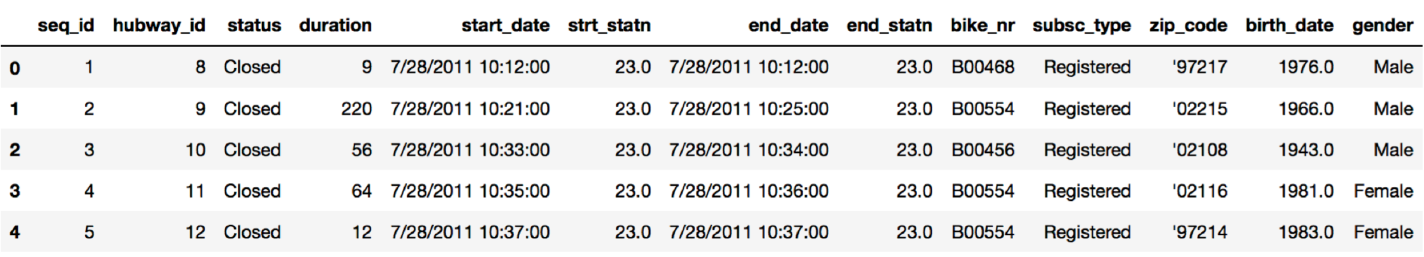 seq_id hubway_id status duration start_date strt_statn end_date end_statn bike_nr subsc_type zip_code birth_date gender
0 1 8 Closed 9 7/28/2011 10:12:00 23.0 7/28/2011 10:12:00 23.0 B00468 Registered '97217 1976.0 Male
1 2 9 Closed 220 7/28/2011 10:21:00 23.0 7/28/2011 10:25:00 23.0 B00554 Registered '02215 1966.0 Male
2 3 10 Closed 56 7/28/2011 10:33:00 23.0 7/28/2011 10:34:00 23.0 B00456 Registered '02108 1943.0 Male
3 4 11 Closed 64 7/28/2011 10:35:00 23.0 7/28/2011 10:36:00 23.0 B00554 Registered '02116 1981.0 Female
4 5 12 Closed 12 7/28/2011 10:37:00 23.0 7/28/2011 10:37:00 23.0 B00554 Registered '97214 1983.0 Female